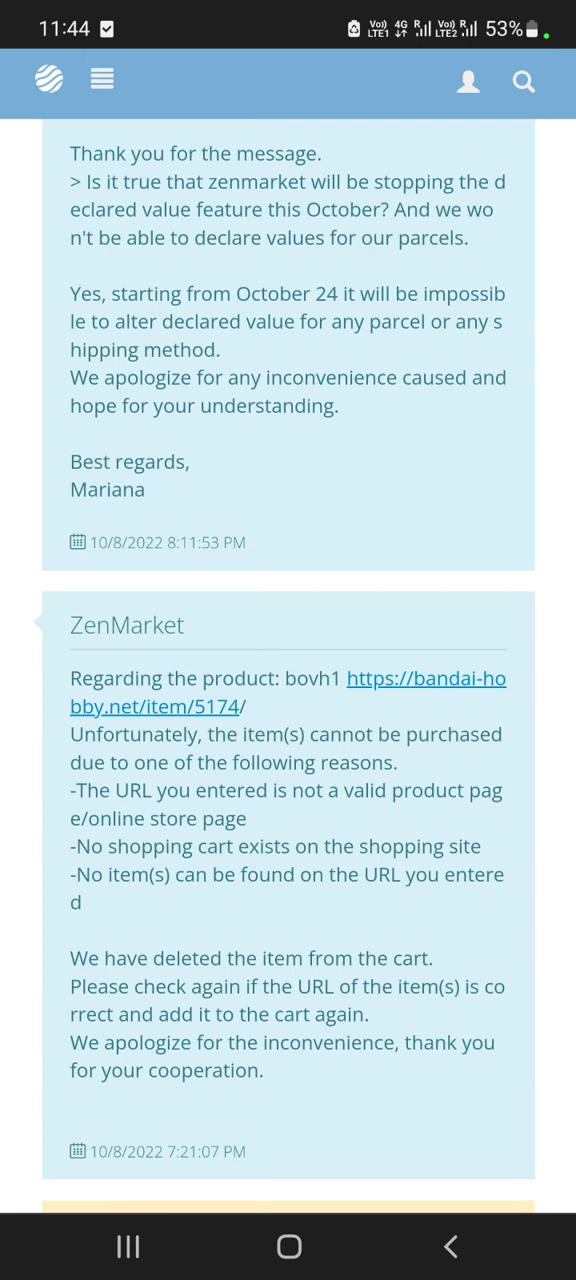 11:44
Vo)) LTE1 4G R Vo)) LTE2 R 53%
Thank you for the message.
> Is it true that zenmarket will be stopping the d
eclared value feature this October? And we wo
n't be able to declare values for our parcels.
Yes, starting from October 24 it will be impossib
le to alter declared value for any parcel or any s
hipping method.
We apologize for any inconvenience caused and
hope for your understanding.
Best regards,
Mariana
10/8/2022 8:11:53 PM
ZenMarket
Regarding the product: bovh1 https://bandai-ho
bby.net/item/5174/
Unfortunately, the item(s) cannot be purchased
due to one of the following reasons.
-The URL you entered is not a valid product pag
e/online store page
-No shopping cart exists on the shopping site
-No item(s) can be found on the URL you entere
d
We have deleted the item from the cart.
Please check again if the URL of the item(s) is co
rrect and add it to the cart again.
We apologize for the inconvenience, thank you
for your cooperation.
10/8/2022 7:21:07 PM